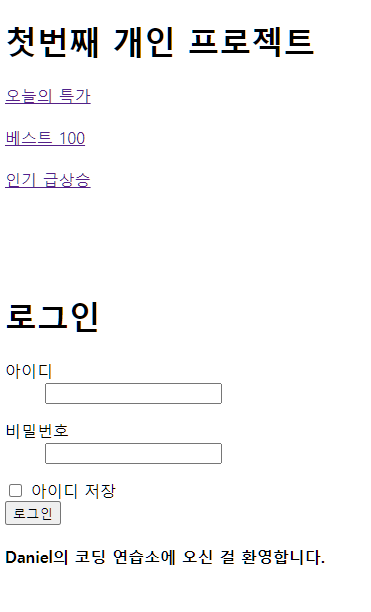 첫번째 개인 프로젝트
오늘의 특가
베스트 100
인기 급상승
로그인
아이디
비밀번호
아이디 저장
로그인
Daniel의 코딩 연습소에 오신 걸 환영합니다.